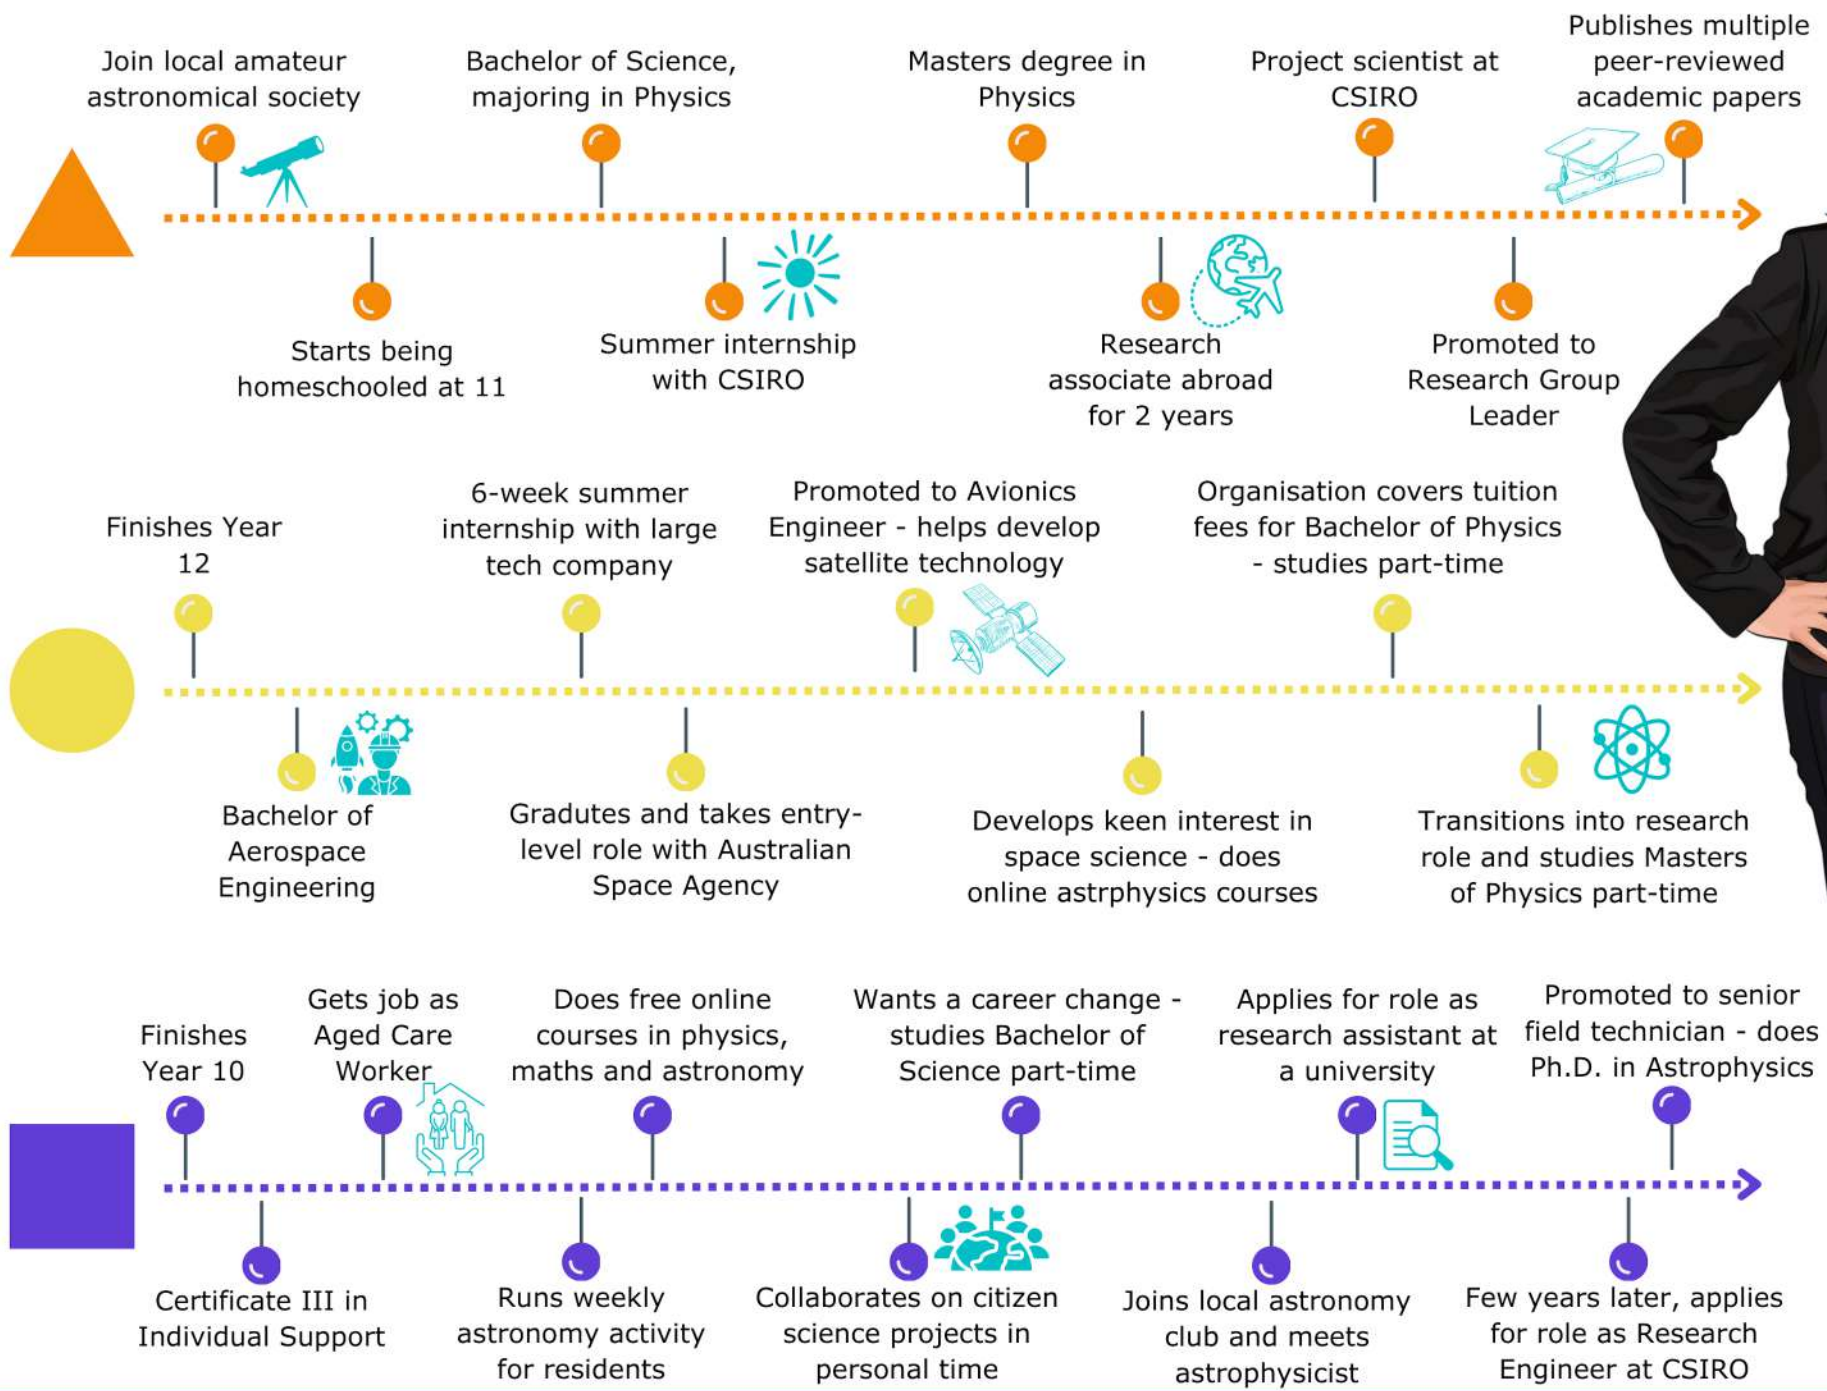 Join local amateur
astronomical society
Starts being
homeschooled at 11
Bachelor of Science,
majoring in Physics
Summer internship
with CSIRO
Masters degree in
Physics
Research
associate abroad
for 2 years
Project scientist at
CSIRO
Promoted to
Research Group
Leader
Publishes multiple
peer-reviewed
academic papers
Finishes Year
12
Bachelor of
Aerospace
Engineering
6-week summer
internship with large
tech company
Gradutes and takes entry-
level role with Australian
Space Agency
Promoted to Avionics
Engineer - helps develop
satellite technology
Develops keen interest in
space science - does
online astrphysics courses
Organisation covers tuition
fees for Bachelor of Physics
- studies part-time
Transitions into research
role and studies Masters
of Physics part-time
Finishes
Year 10
Certificate III in
Individual Support
Gets job as
Aged Care
Worker
Runs weekly
astronomy activity
for residents
Does free online
courses in physics,
maths and astronomy
Collaborates on citizen
science projects in
personal time
Wants a career change -
studies Bachelor of
Science part-time
Joins local astronomy
club and meets
astrophysicist
Applies for role as
research assistant at
a university
Few years later, applies
for role as Research
Engineer at CSIRO
Promoted to senior
field technician - does
Ph.D. in Astrophysics